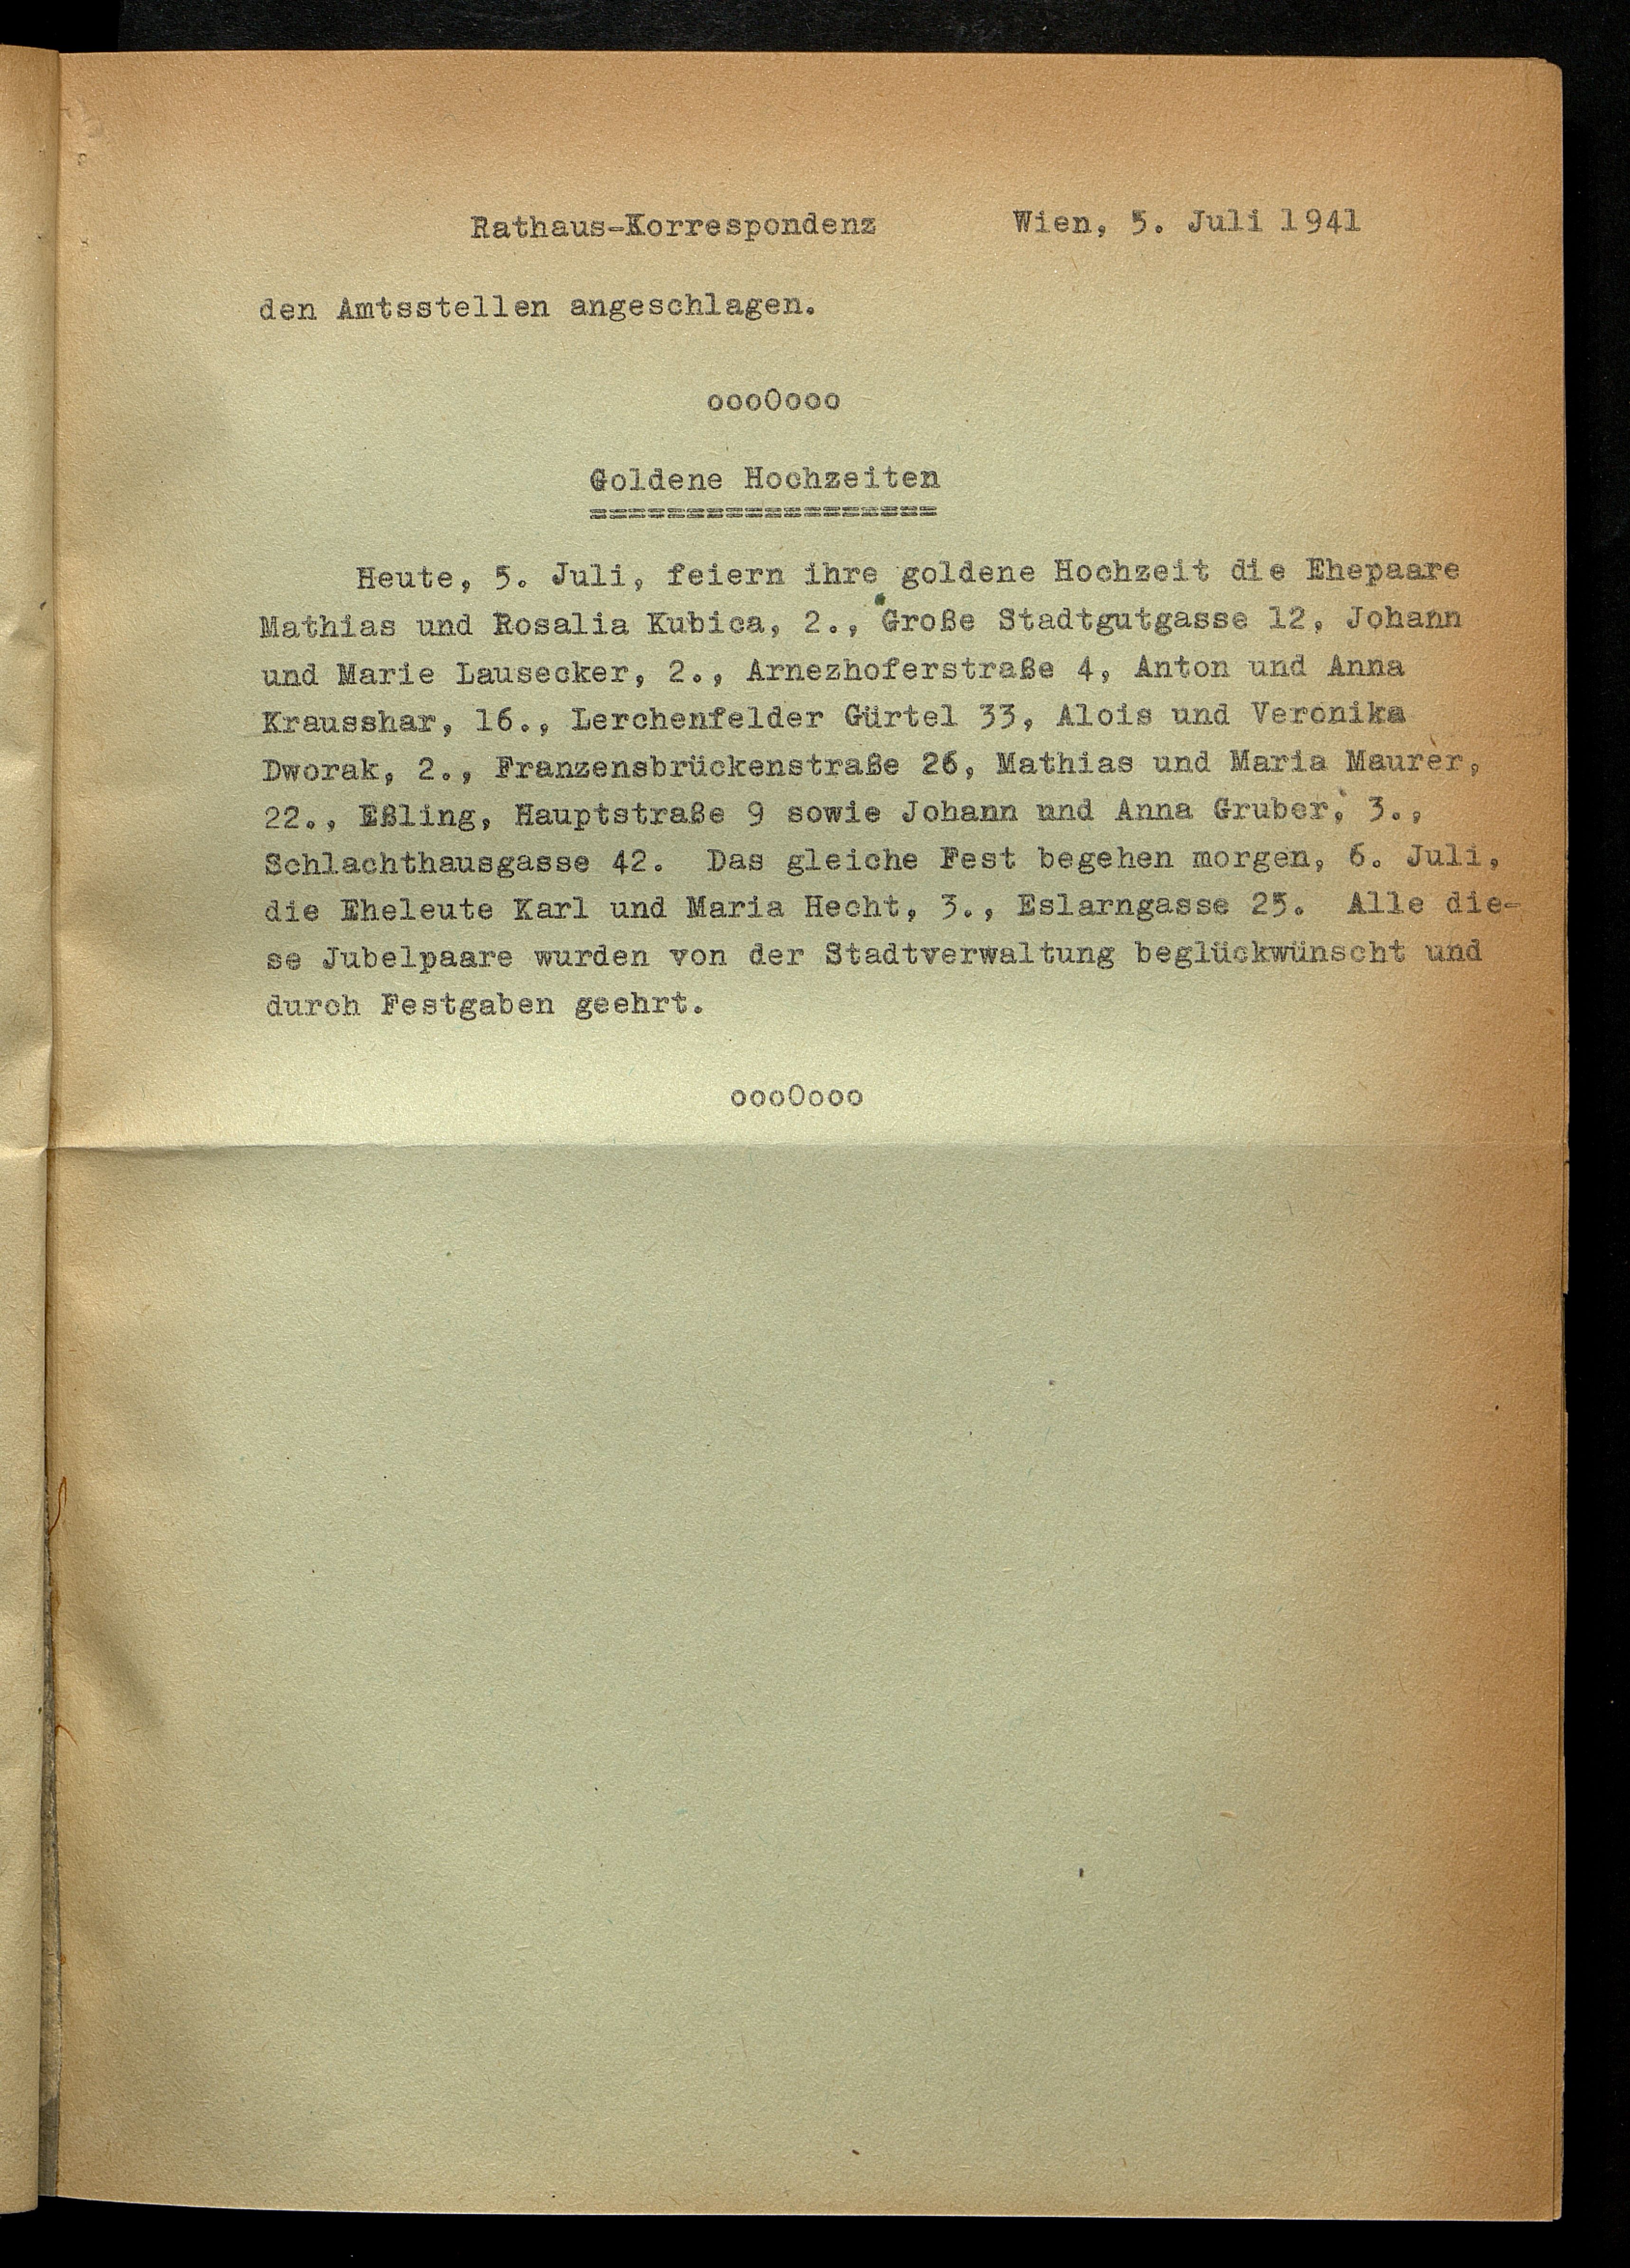 Rathaus-Korrespondenz Wien, 5. Juli 1941
den Amtsstellen angeschlagen.
oooOooo
Goldene Hochzeiten
==================
Heute, 5. Juli, feiern ihre goldene Hochzeit die Ehepaare
Mathias und Rosalia Kubica, 2., Große Stadtgutgasse 12, Johann
und Marie Lausecker, 2., Arnezhoferstraße 4, Anton und Anna
Krausshar, 16., Lerchenfelder Gürtel 33, Alois und Veronika
Dworak, 2., Franzensbrückenstraße 26, Mathias und Maria Maurer,
22., Eßling, Hauptstraße 9 sowie Johann und Anna Gruber, 3.,
Schlachthausgasse 42. Das gleiche Fest begehen morgen, 6. Juli,
die Eheleute Karl und Maria Hecht, 3., Eslarngasse 25. Alle die-
se Jubelpaare wurden von der Stadtverwaltung beglückwünscht und
durch Festgaben geehrt.
oooOooo